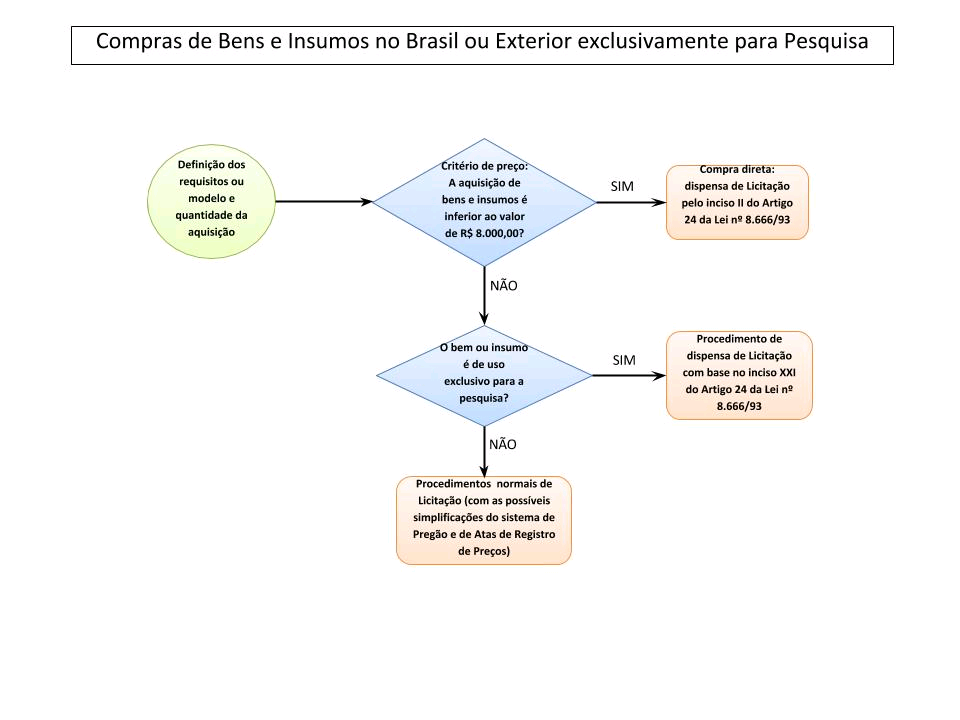 Compras de Bens e Insumos no Brasil ou Exterior exclusivamente para Pesquisa
Definição dos
requisitos ou
modelo e
quantidade da
aquisição
Critério de preço:
A aquisição de
bens e insumos é
inferior ao valor
de R$ 8.000,00?
SIM
Compra direta:
dispensa de Licitação
pelo inciso II do Artigo
24 da Lei nº 8.666/93
NÃO
O bem ou insumo
é de uso
exclusivo para a
pesquisa?
SIM
Procedimento de
dispensa de Licitação
com base no inciso XXI
do Artigo 24 da Lei nº
8.666/93
NÃO
Procedimentos  normais de
Licitação (com as possíveis
simplificações do sistema de
Pregão e de Atas de Registro
de Preços)